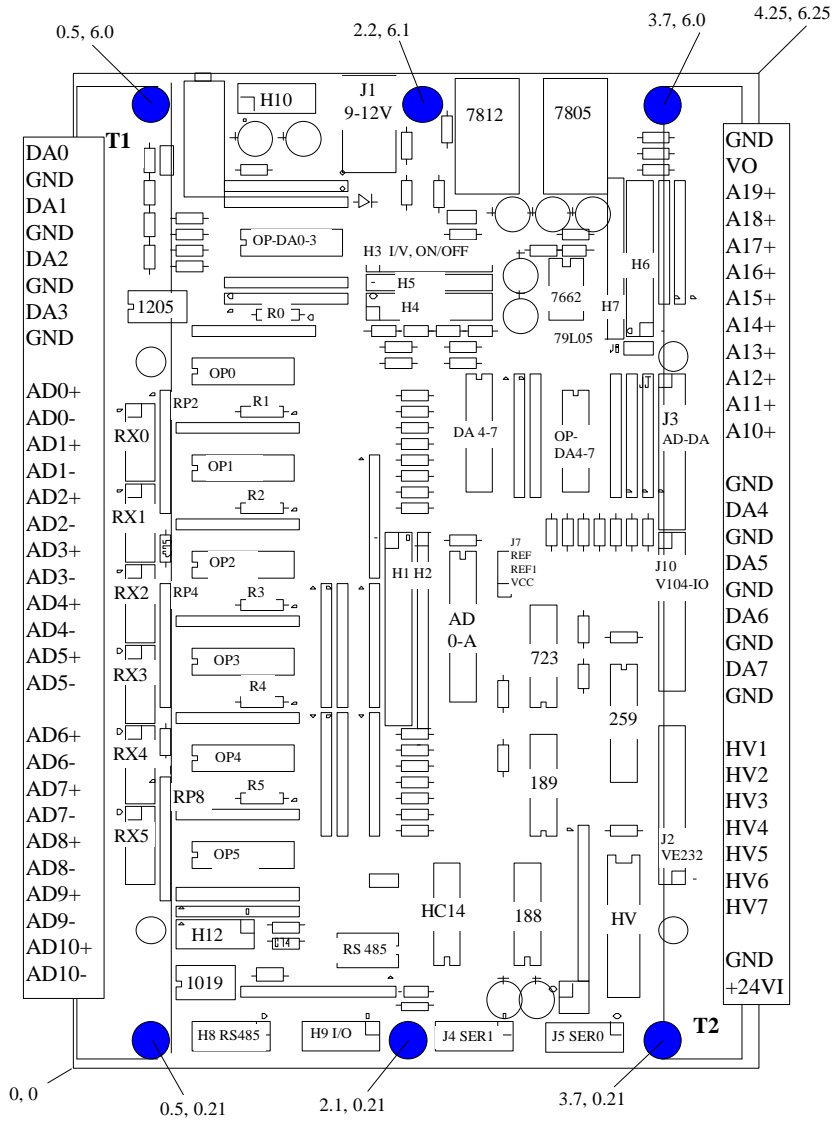 0.5, 6.0
2.2, 6.1
3.7, 6.0
4.25, 6.25
T1
H10
J1
9-12V
7812
7805
DA0
GND
DA1
GND
DA2
GND
DA3
GND
AD0+
AD0-
AD1+
AD1-
AD2+
AD2-
AD3+
AD3-
AD4+
AD4-
AD5+
AD5-
AD6+
AD6-
AD7+
AD7-
AD8+
AD8-
AD9+
AD9-
AD10+
AD10-
OP-DA0-3
H3 I/V, ON/OFF
H5
H4
1205
R0
7662
79L05
H7
H6
OP0
RP2
R1
RX0
OP1
R2
RX1
OP2
RX2
RP4
R3
OP3
RX3
R4
RX4
OP4
RP8
R5
RX5
OP5
DA 4-7
OP-
DA4-7
J3
AD-DA
H1 H2
J7
REF
REF1
VCC
J10
V104-IO
AD
0-A
723
259
189
J2
VE232
HC14
188
HV
H12
RS 485
1019
H8 RS485
H9 I/O
J4 SER1
J5 SER0
T2
GND
VO
A19+
A18+
A17+
A16+
A15+
A14+
A13+
A12+
A11+
A10+
GND
DA4
GND
DA5
GND
DA6
GND
DA7
GND
HV1
HV2
HV3
HV4
HV5
HV6
HV7
GND
+24VI
0, 0
0.5, 0.21
2.1, 0.21
3.7, 0.21